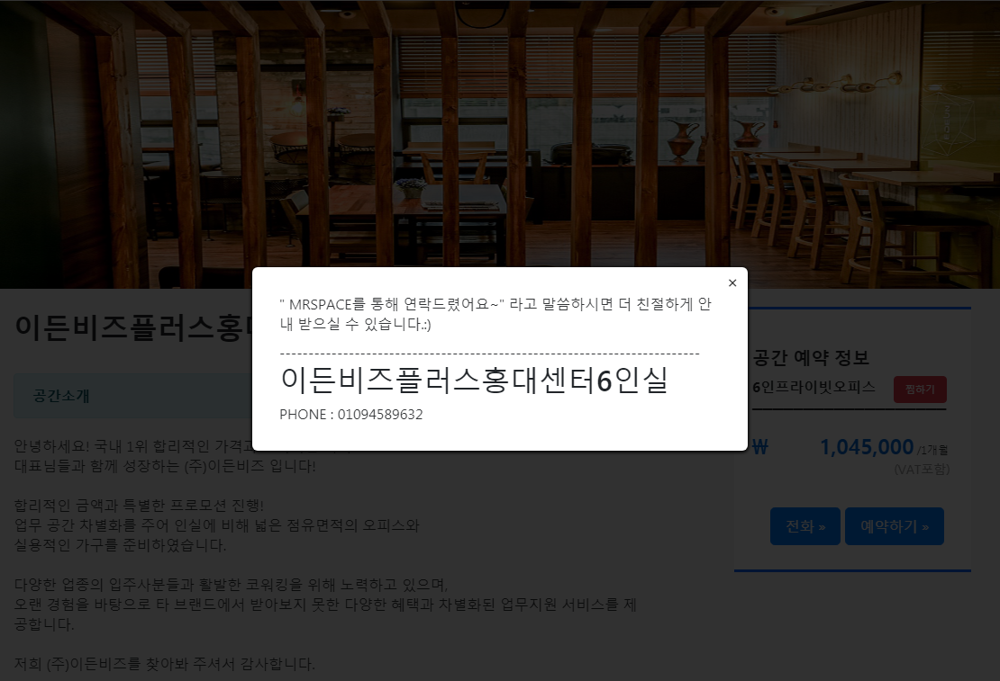 " MRSPACE를 통해 연락드렸어요~" 라고 말씀하시면 더 친절하게 안
내 받으실 수 있습니다.:)
------------------------------------------------------------------------
이든비즈플러스홍대센터6인실
PHONE : 01094589632
×
이든비즈플러스홍대
공간소개
안녕하세요! 국내 1위 합리적인 가격
대표님들과 함께 성장하는 (주)이든비즈 입니다!
합리적인 금액과 특별한 프로모션 진행!
업무 공간 차별화를 주어 인실에 비해 넓은 점유면적의 오피스와
실용적인 가구를 준비하였습니다.
다양한 업종의 입주사분들과 활발한 코워킹을 위해 노력하고 있으며,
오랜 경험을 바탕으로 타 브랜드에서 받아보지 못한 다양한 혜택과 차별화된 업무지원 서비스를 제
공합니다.
저희 (주)이든비즈를 찾아봐 주셔서 감사합니다.
공간 예약 정보
6인프라이빗오피스 찜하기
₩ 1,045,000 /1개월
(VAT포함)
전화 » 예약하기 »